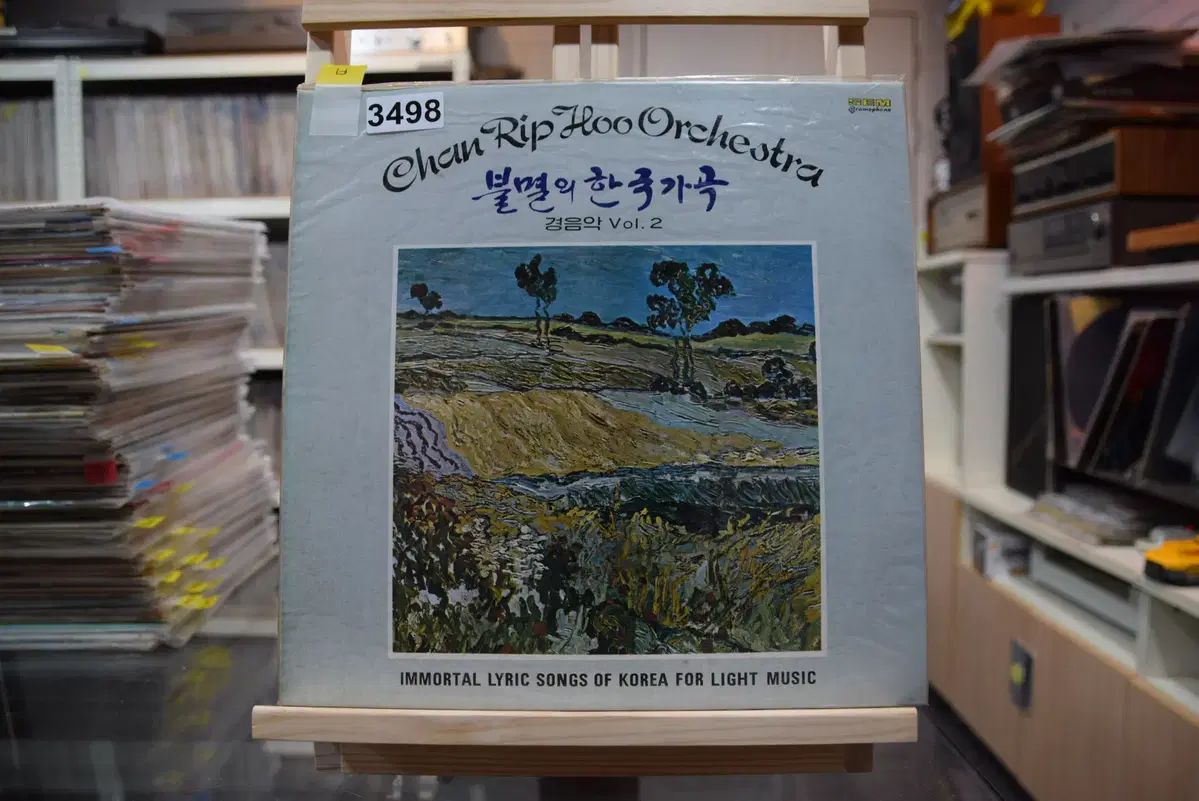 3498
Gramophone
Chan Rip Hoo Orchestra
불멸의 한국가곡
경음악 Vol. 2
IMMORTAL LYRIC SONGS OF KOREA FOR LIGHT MUSIC